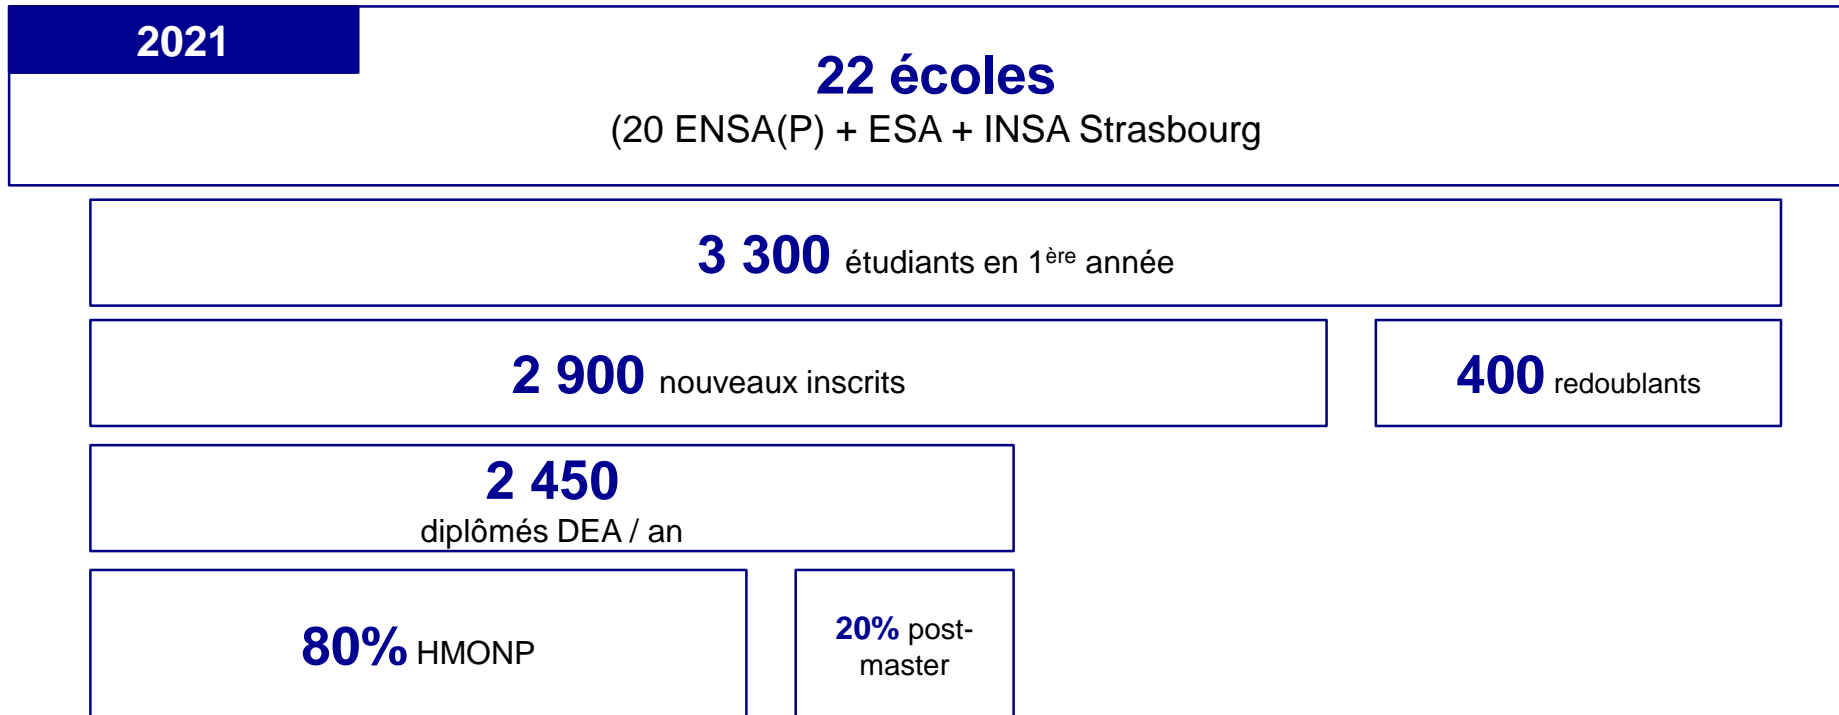 2021
22 écoles
(20 ENSA(P) + ESA + INSA Strasbourg
3 300 étudiants en 1ère année
2 900 nouveaux inscrits
400 redoublants
2 450
diplômés DEA / an
80% HMONP
20% post-
master